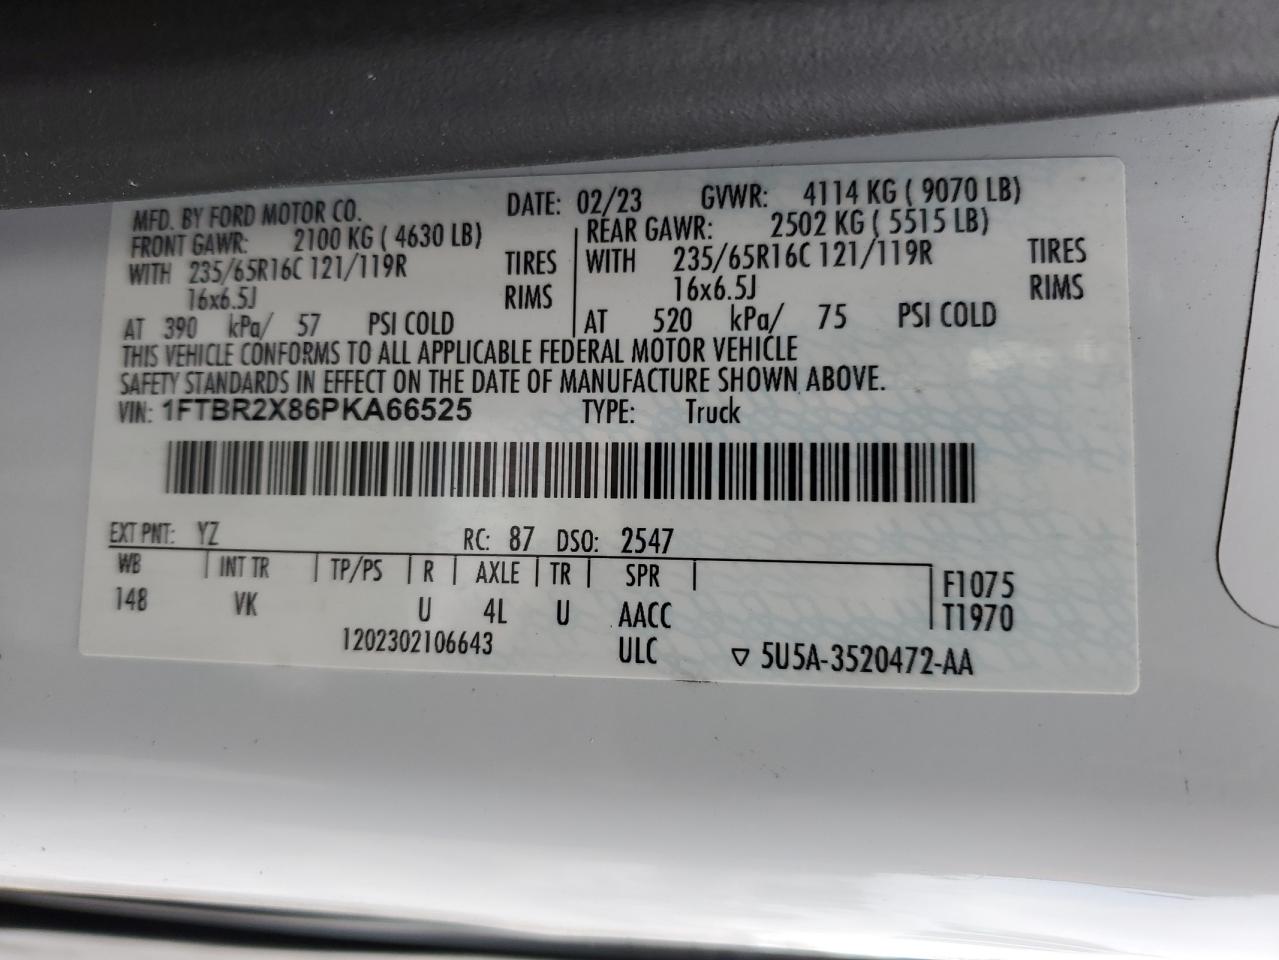 MFD. BY FORD MOTOR CO. DATE: 02/23 GVWR: 4114 KG ( 9070 LB)
FRONT GAWR: 2100 KG ( 4630 LB) REAR GAWR: 2502 KG ( 5515 LB)
WITH 235/65R16C 121/119R TIRES WITH 235/65R16C 121/119R TIRES
16x6.5J RIMS 16x6.5J RIMS
AT 390 kPa/ 57 PSI COLD AT 520 kPa/ 75 PSI COLD
THIS VEHICLE CONFORMS TO ALL APPLICABLE FEDERAL MOTOR VEHICLE
SAFETY STANDARDS IN EFFECT ON THE DATE OF MANUFACTURE SHOWN ABOVE.
VIN: 1FTBR2X86PKA66525 TYPE: Truck
EXT PNT: YZ RC: 87 DSO: 2547
WB INT TR TP/PS R AXLE TR SPR F1075
148 VK U 4L U AACC T1970
1202302106643 ULC ▽ 5U5A-3520472-AA